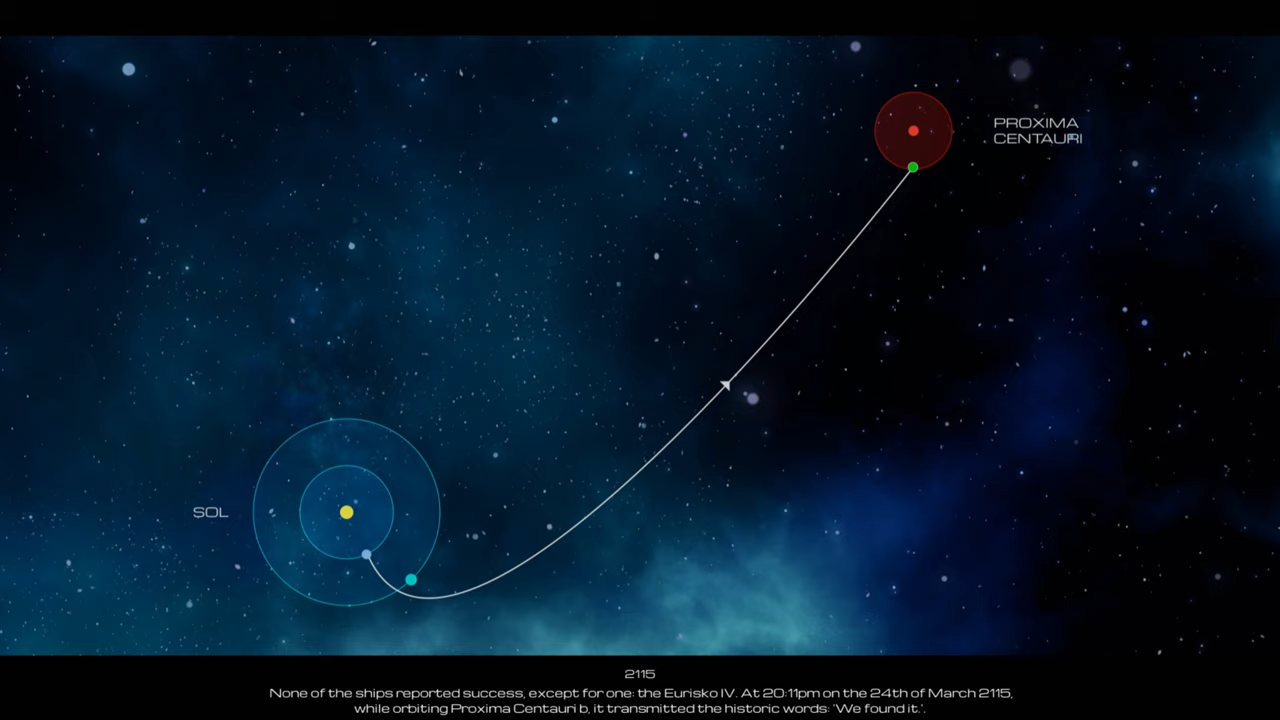 PROXIMA
CENTAURI
SOL
2115
None of the ships reported success, except for one: the Eurisko IV. At 20:11pm on the 24th of March 2115,
while orbiting Proxima Centauri b, it transmitted the historic words: 'We found it.'.